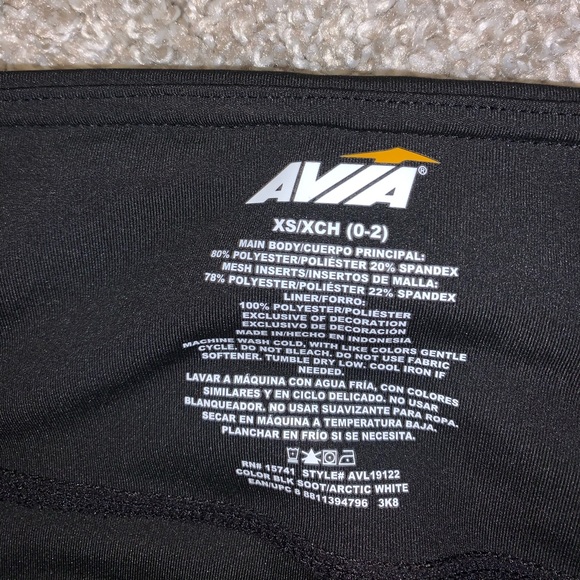 AVIA®
XS/XCH (0-2)
MAIN BODY/CUERPO PRINCIPAL:
80% POLYESTER/POLIÉSTER 20% SPANDEX
MESH INSERTS/INSERTOS DE MALLA:
78% POLYESTER/POLIÉSTER 22% SPANDEX
LINER/FORRO:
100% POLYESTER/POLIÉSTER
EXCLUSIVE OF DECORATION
EXCLUSIVO DE DECORACIÓN
MADE IN/HECHO EN INDONESIA
MACHINE WASH COLD, WITH LIKE COLORS GENTLE
CYCLE. DO NOT BLEACH. DO NOT USE FABRIC
SOFTENER. TUMBLE DRY LOW. COOL IRON IF
NEEDED.
LAVAR A MÁQUINA CON AGUA FRÍA, CON COLORES
SIMILARES Y EN CICLO DELICADO. NO USAR
BLANQUEADOR. NO USAR SUAVIZANTE PARA ROPA.
SECAR EN MÁQUINA A TEMPERATURA BAJA.
PLANCHAR EN FRÍO SI SE NECESITA.
RN# 15741 STYLE# AVL19122
COLOR BLK SOOT/ARCTIC WHITE
EAN/UPC 8 8811394796 3K8